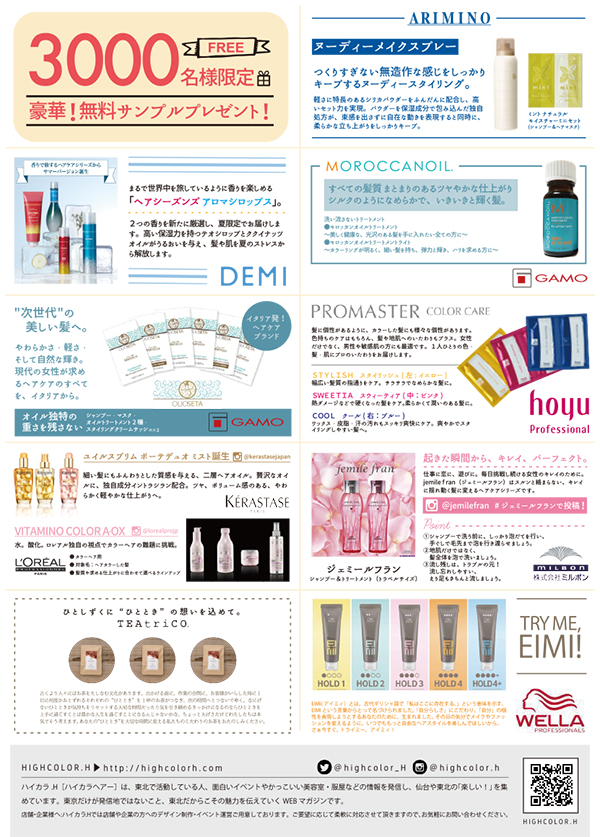 3000
FREE
名様限定
豪華！無料サンプルプレゼント！
ARIMINO
ヌーディーメイクスプレー
つくりすぎない無造作な感じをしっかり
キープするヌーディースタイリング。
軽さに特長のあるシリカパウダーをふんだんに配合し、高
いセット力を実現。パウダーを保湿成分で包み込んだ独自
処方が、束感を出さずに自在な動きを表現すると同時に、
柔らかな立ち上がりをしっかりキープ。
ミント ナチュラル
モイスチャーミニセット
(シャンプー&ヘアマスク)
香りで旅するヘアケアシリーズから
サマーバージョン誕生
まるで世界中を旅しているように香りを楽しめる
「ヘアシーズンズ アロマシロップス」。
２つの香りを新たに厳選し、夏限定でお届けしま
す。高い保湿力を持つテオシロップとククイナッツ
オイルがうるおいを与え、髪や肌を夏のストレスか
ら解放します。
DEMI
MOROCCANOIL.
すべての髪質 まとまりのあるツヤやかな仕上がり
シルクのようになめらかで、いきいきと輝く髪。
洗い流さないトリートメント
●モロッカンオイルトリートメント
〜美しく健康な、光沢のある髪を手に入れたい全ての方に〜
●モロッカンオイルトリートメントライト
〜カラーリングが明るく、細い髪を持ち、弾力と輝き、ハリを求める方に〜
GAMO
"次世代"の
美しい髪へ。
やわらかさ・軽さ・
そして自然な輝き。
現代の女性が求め
るヘアケアのすべて
を、イタリアから。
イタリア発！
ヘアケア
ブランド
OLIOSETA
オイル独特の
重さを残さない
シャンプー・マスク・
オイルトリートメント2種・
スタイリングクリームサシェ
GAMO
PROMASTER COLOR CARE
髪に個性があるように、カラーした髪にも様々な個性があります。
色持ちのケアはもちろん、髪や地肌へのいたわりもプラス。女性
だけでなく、男性や敏感肌の方にも最適です。１人ひとりの色・
髪・肌にプロのいたわりをお届します。
STYLISH スタイリッシュ(左：イエロー)
幅広い髪質の指通りをケア。サラサラでなめらかな髪に。
SWEETIA スウィーティア(中：ピンク)
熱ダメージなどで硬くなった髪をケア。柔らかくて潤いのある髪に。
COOL クール(右：ブルー)
リックス・皮脂・汗の汚れもスッキリケア。爽やかでスタ
イリングしやすい髪へ。
hoyu
Professional
ユイルスブリム ボーテデュオミスト誕生
@kerastasejapan
細い髪にもふんわりとした質感を与える、二層ヘアオイル。贅沢なオイ
ルに、独自成分イントラシラン配合。ツヤ、ボリューム感のある、やわ
らかく軽やかな仕上がりへ。
KÉRASTASE
PARIS
VITAMINO COLOR A-OX
水。酸化。ロレアル独自の視点でカラーヘアの難題に挑戦。
L'ORÉAL
PROFESSIONNEL
PARIS
●カラーケア用
●対象毛：ヘアカラーした髪
●髪質や求める仕上がりに合わせて選べるラインナップ
jemile fran
ジェミールフラン
シャンプー&トリートメント (トラベルサイズ)
起きた瞬間から、キレイ、パーフェクト。
仕事に恋に、遊びに。毎日挑戦し続ける女性のキレイのために。
jemile fran（ジェミールフラン）はスルンと絡まない、キレイ
に揺れ動く髪に変えるヘアケアシリーズです。
@jemilefran #ジェミールフランで投稿！
Point
①シャンプーで洗う前に、しっかり泡だてを行い、
手ぐしで毛先まで泡を行き渡らせましょう。
②地肌だけではなく、
髪全体を泡で洗いましょう。
③流し残しは、トラブルの元！
流し忘れしやすい、
えり足もきちんと流しましょう。
MILBON
株式会社ミルボン
ひとしずくに“ひととき”の想いを込めて。
TEAtriCO.
HOLD 1
HOLD 2
HOLD 3
HOLD 4
HOLD4+
TRY ME,
EIMI!
WELLA
PROFESSIONALS
HIGHCOLOR.H ▶ http://highcolorh.com
@highcolor_H
@highcolor.h
ハイカラ.H［ハイカラヘアー］は、東北で活動している人、面白いイベントやかっこいい美容室・服屋などの情報を発信し、仙台や東北の「楽しい！」を集
めています。東京だけが発信地ではないこと、東北だからこその魅力を伝えていくWEBマガジンです。
店舗・企業様へ：ハイカラ.Hでは店舗や企業の方へのデザイン制作・イベント運営ご用意しております。ご要望に応じて柔軟に対応させて頂きますので、お気軽にお問い合わせください。
HIGHCOLOR.H